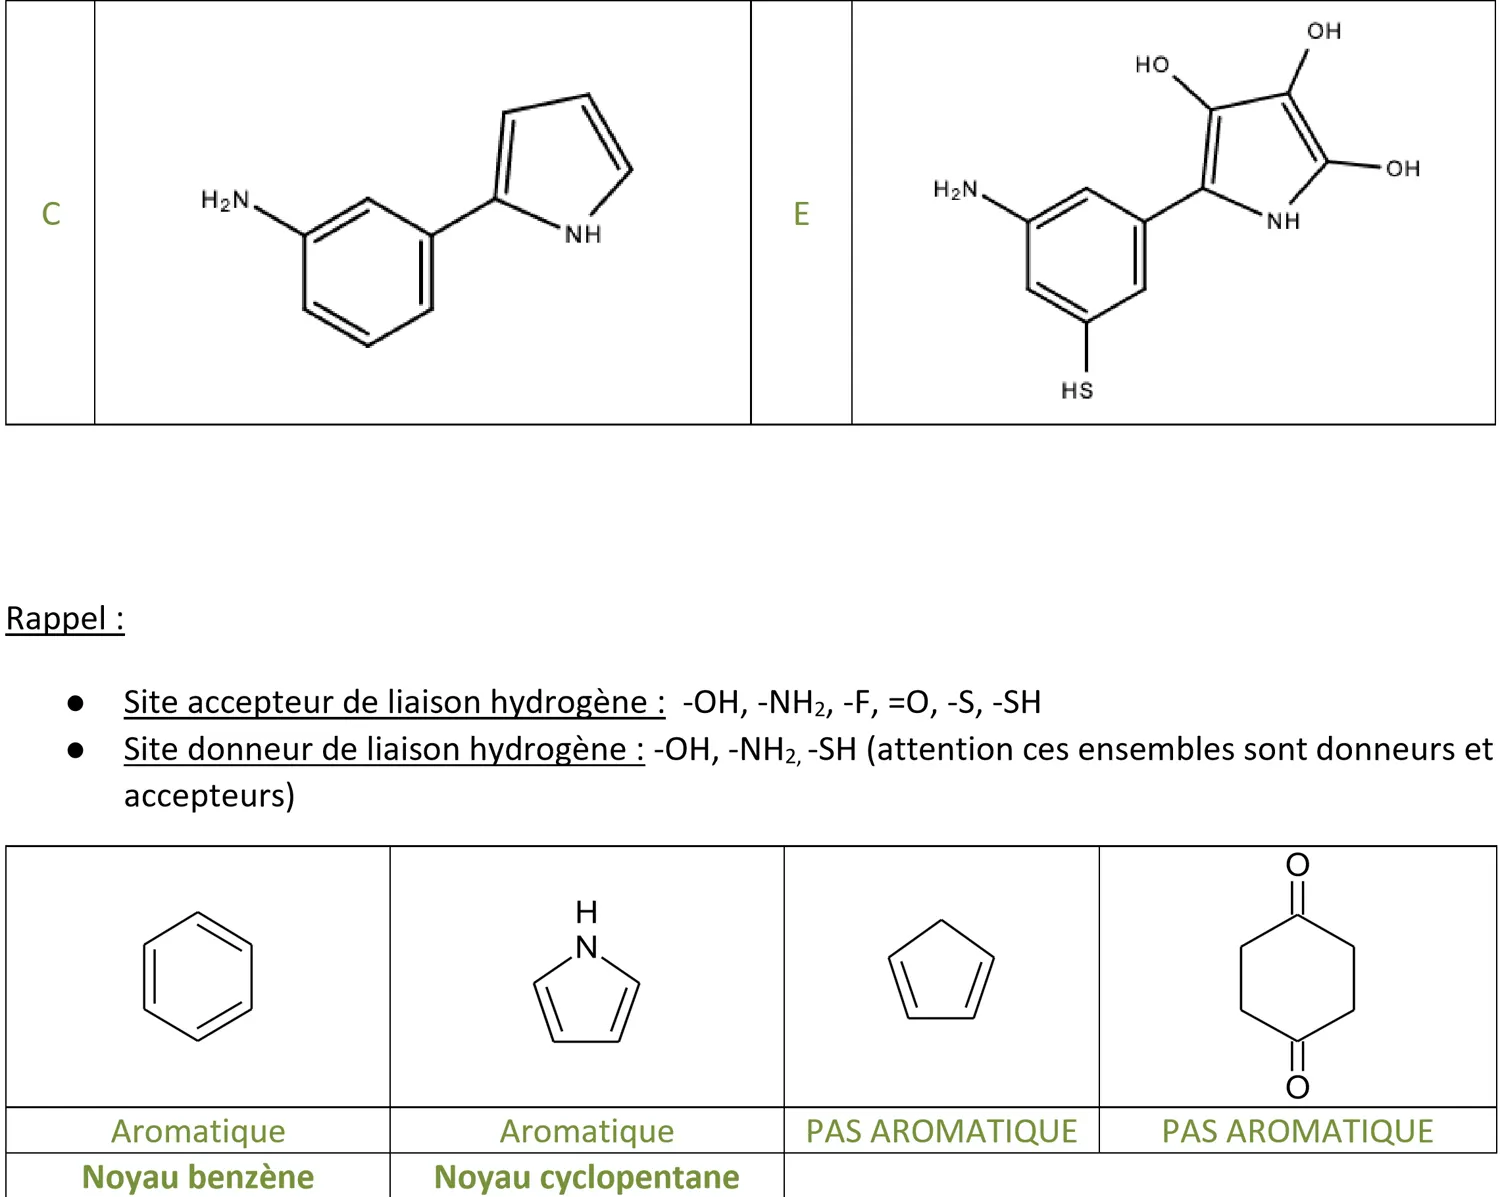 C
H₂N
NH
E
OH
HO
OH
H₂N
NH
HS
Rappel :
● Site accepteur de liaison hydrogène : -OH, -NH₂, -F, =O, -S, -SH
● Site donneur de liaison hydrogène : -OH, -NH₂, -SH (attention ces ensembles sont donneurs et
accepteurs)
H
N
O
O
Aromatique Aromatique PAS AROMATIQUE PAS AROMATIQUE
Noyau benzène Noyau cyclopentane